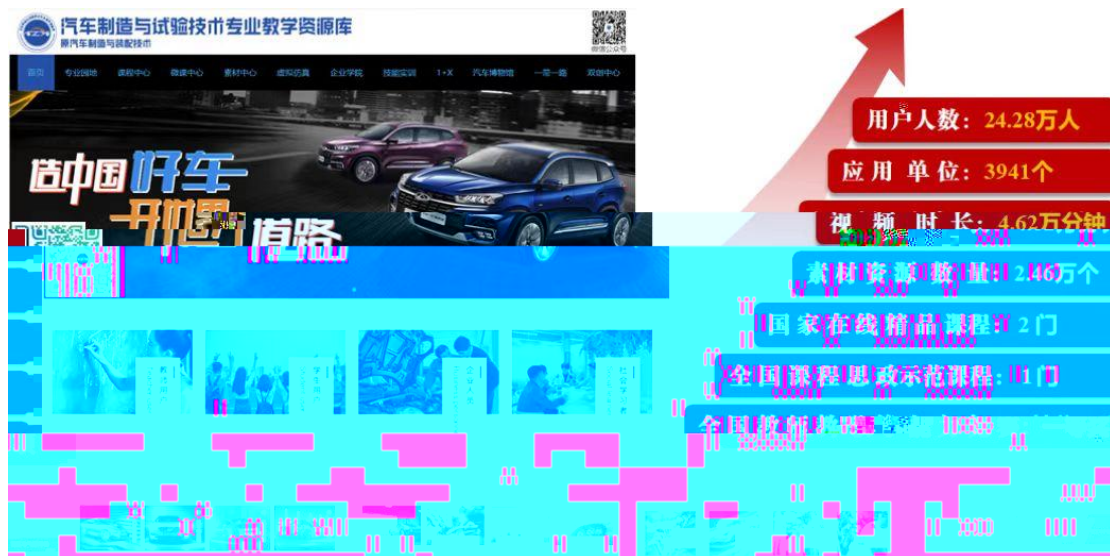 汽车制造与试验技术专业教学资源库
原汽车制造与装配技术
微信公众号
首页 专业园地 课程中心 微课中心 素材中心 虚拟仿真 企业学院 技能实训 1+X 汽车博物馆 一带一路 双创中心
造中国好车
开世界道路
用户人数：24.28万人
应用单位：3941个
视频时长：4.62万分钟
素材资源数量：2.46万个
国家在线精品课程：2门
全国课程思政示范课程：1门